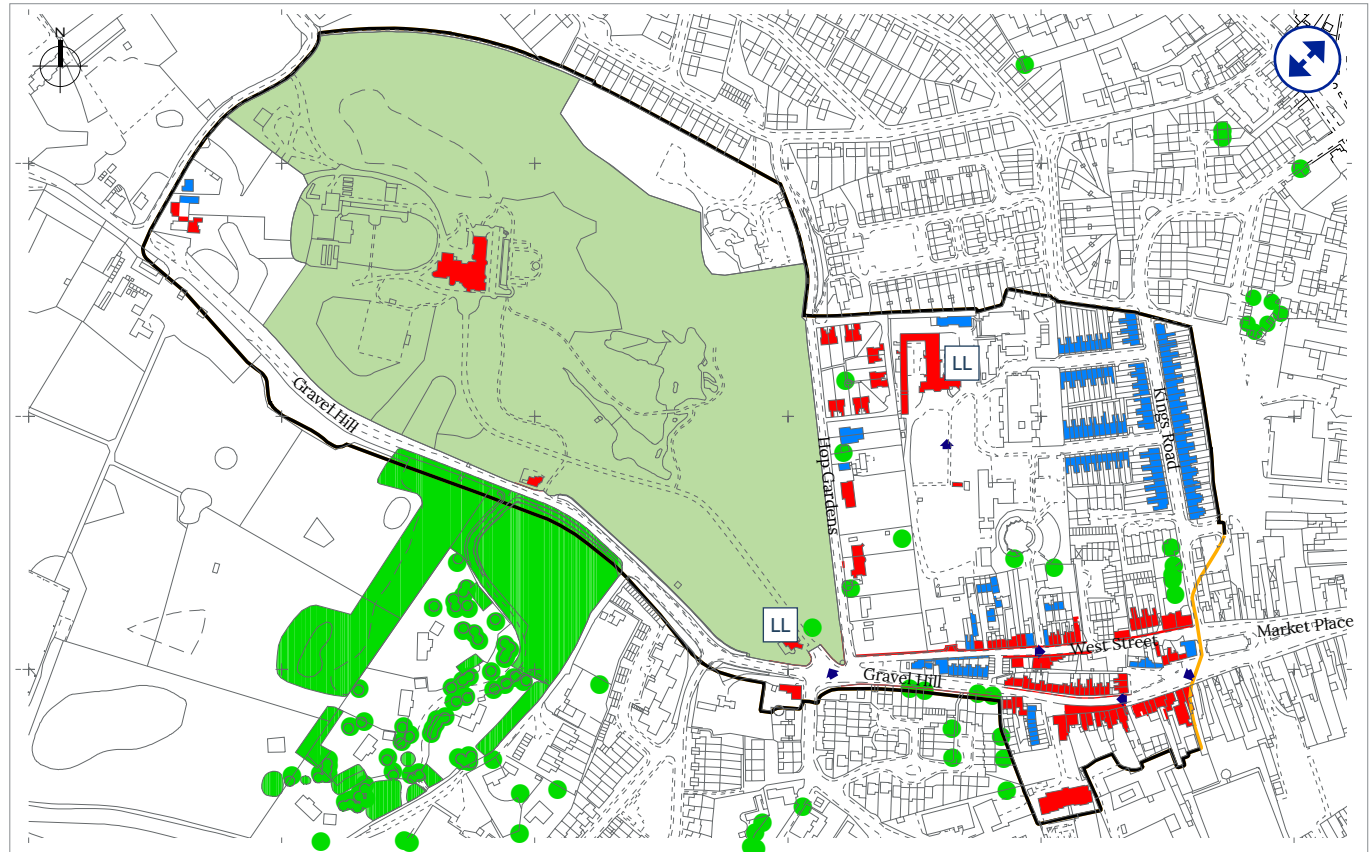 N
LL
Gravel Hill
Kings Road
Hop Gardens
LL
Market Place
West Street
Gravel Hill